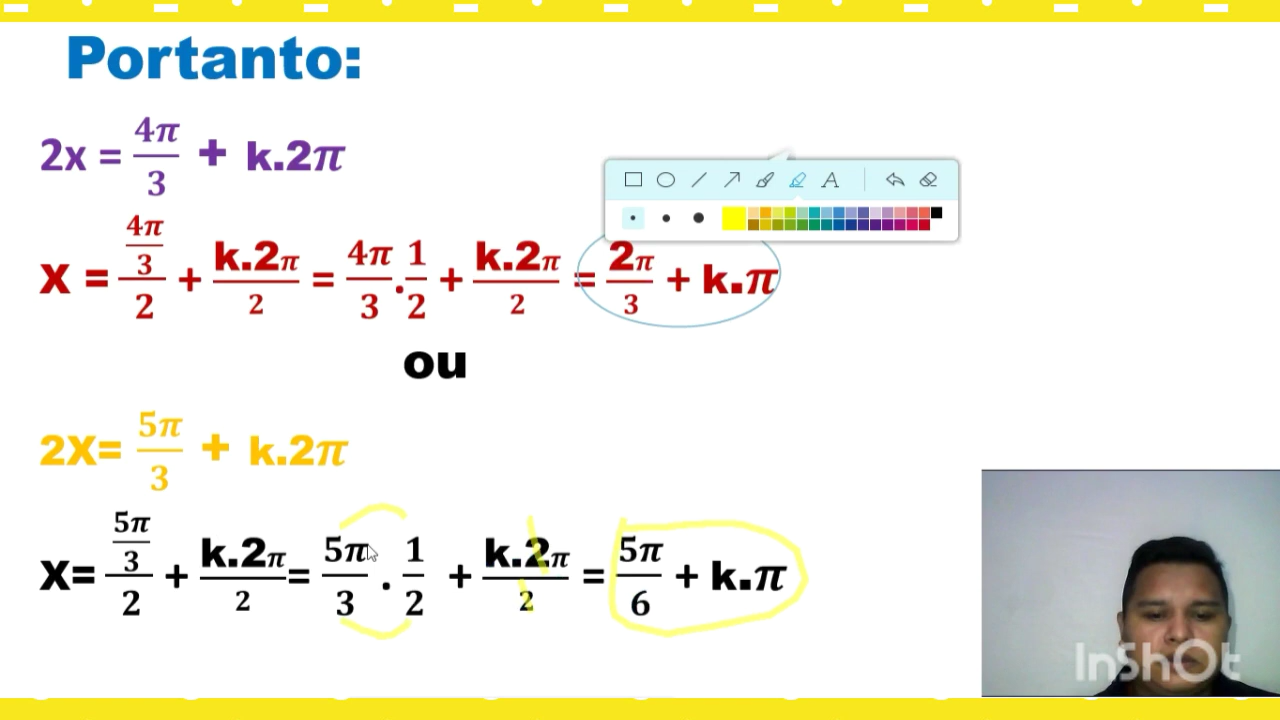 Portanto:
2x = 4π/3 + k.2π
X = 4π/3/2 + k.2π/2 = 4π/3 . 1/2 + k.2π/2 = 2π/3 + k.π
ou
2X= 5π/3 + k.2π
X= 5π/3/2 + k.2π/2 = 5π/3 . 1/2 + k.2π/2 = 5π/6 + k.π
A
InShOt